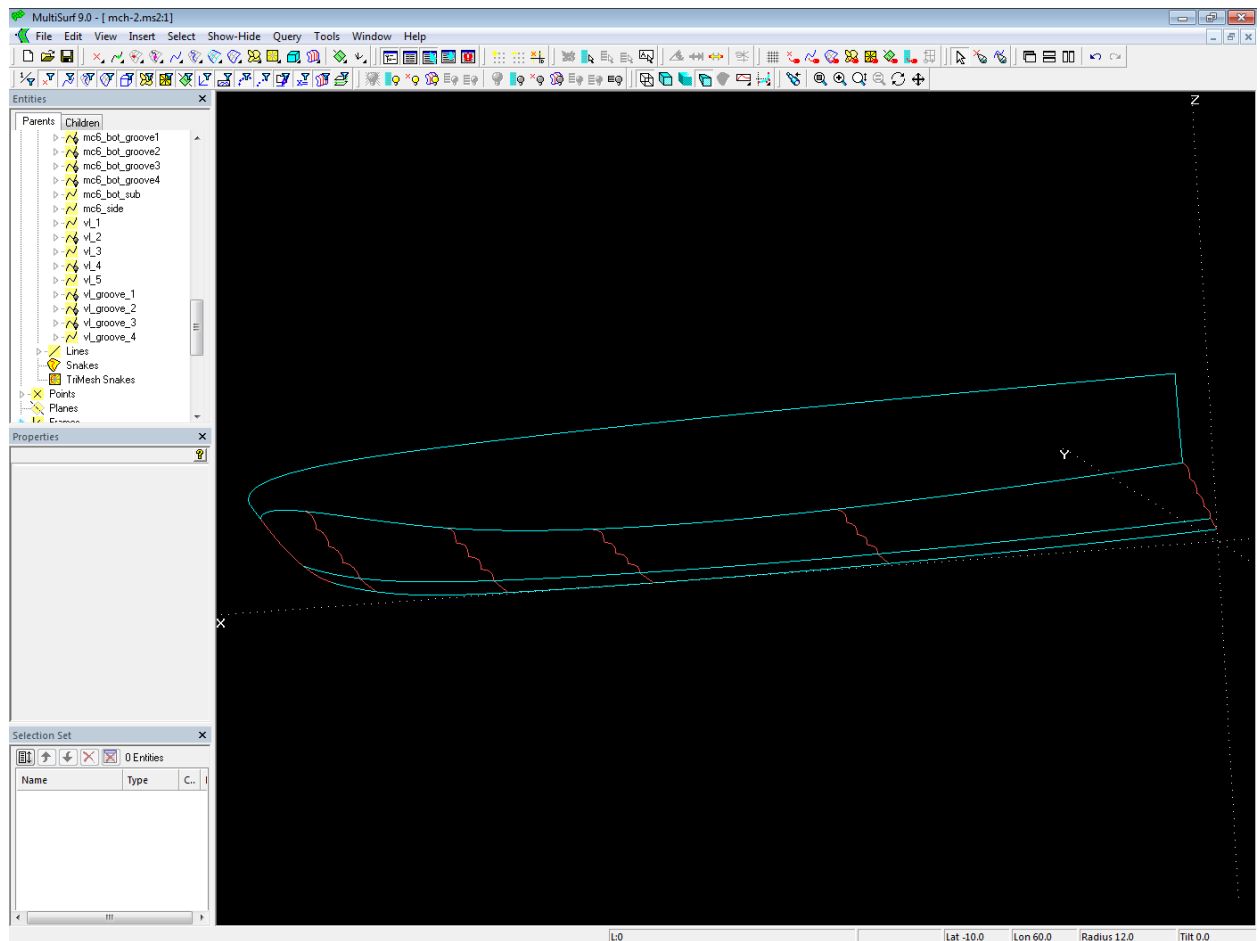 MultiSurf 9.0 - [ mch-2.ms2:1]
File Edit View Insert Select Show-Hide Query Tools Window Help
Entities
Parents Children
mc6_bot_groove1
mc6_bot_groove2
mc6_bot_groove3
mc6_bot_groove4
mc6_bot_sub
mc6_side
vl_1
vl_2
vl_3
vl_4
vl_5
vl_groove_1
vl_groove_2
vl_groove_3
vl_groove_4
Lines
Snakes
TriMesh Snakes
Points
Planes
Frames
Properties
Selection Set
0 Entities
Name Type C..
Z
Y
X
L:0 Lat -10.0 Lon 60.0 Radius 12.0 Tilt 0.0